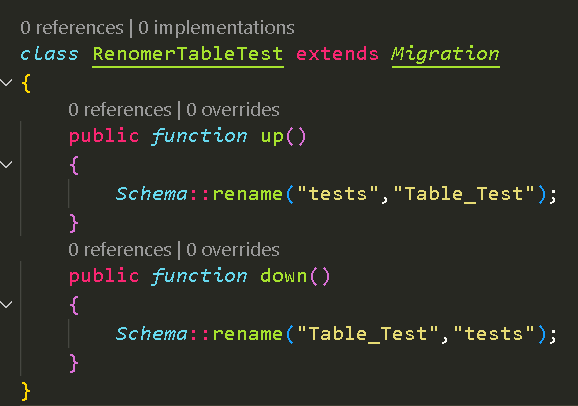 0 references | 0 implementations
class RenomerTableTest extends Migration
{
0 references | 0 overrides
public function up()
{
Schema::rename("tests","Table_Test");
}
0 references | 0 overrides
public function down()
{
Schema::rename("Table_Test","tests");
}
}